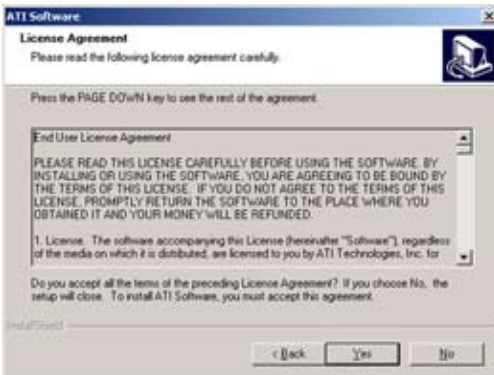 ATI Software
License Agreement
Please read the following license agreement carefully.
Press the PAGE DOWN key to see the rest of the agreement.
End User License Agreement
PLEASE READ THIS LICENSE CAREFULLY BEFORE USING THE SOFTWARE. BY
INSTALLING OR USING THE SOFTWARE, YOU ARE AGREEING TO BE BOUND BY
THE TERMS OF THIS LICENSE. IF YOU DO NOT AGREE TO THE TERMS OF THIS
LICENSE, PROMPTLY RETURN THE SOFTWARE TO THE PLACE WHERE YOU
OBTAINED IT AND YOUR MONEY WILL BE REFUNDED.
1. License. The software accompanying this License (hereinafter "Software"), regardless
of the media on which it is distributed, are licensed to you by ATI Technologies, Inc. for
Do you accept all the terms of the preceding License Agreement? If you choose No, the
setup will close. To install ATI Software, you must accept this agreement.
InstallShield
< Back Yes No